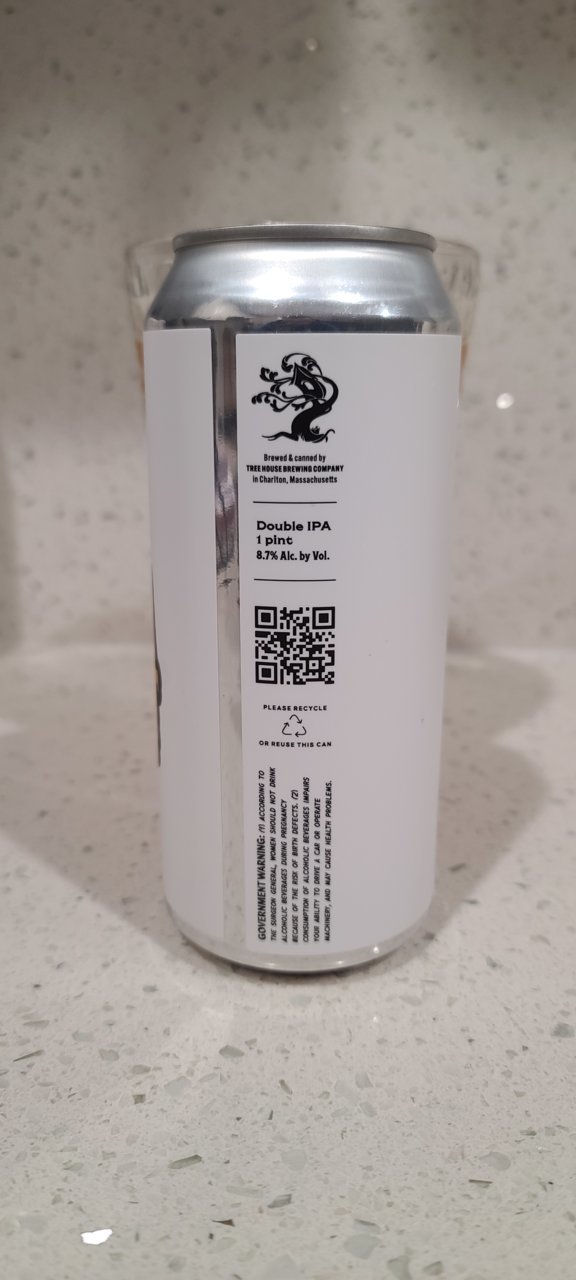 Brewed & canned by
TREE HOUSE BREWING COMPANY
in Charlton, Massachusetts
Double IPA
1 pint
8.7% Alc. by Vol.
PLEASE RECYCLE
OR REUSE THIS CAN
GOVERNMENT WARNING: (1) ACCORDING TO
THE SURGEON GENERAL, WOMEN SHOULD NOT DRINK
ALCOHOLIC BEVERAGES DURING PREGNANCY
BECAUSE OF THE RISK OF BIRTH DEFECTS. (2)
CONSUMPTION OF ALCOHOLIC BEVERAGES IMPAIRS
YOUR ABILITY TO DRIVE A CAR OR OPERATE
MACHINERY, AND MAY CAUSE HEALTH PROBLEMS.